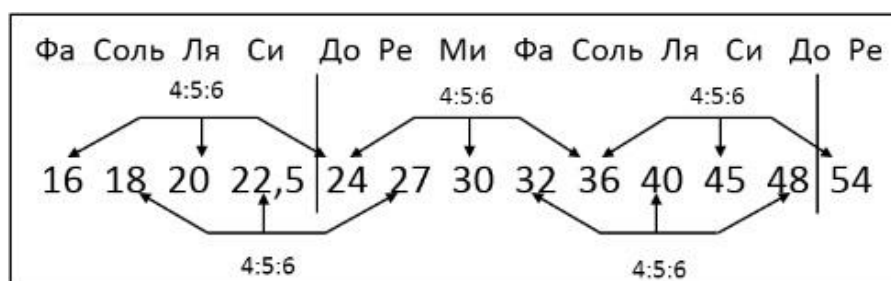 Фа Соль Ля Си До Ре Ми Фа Соль Ля Си До Ре
4:5:6 4:5:6 4:5:6
16 18 20 22,5 24 27 30 32 36 40 45 48 54
4:5:6 4:5:6